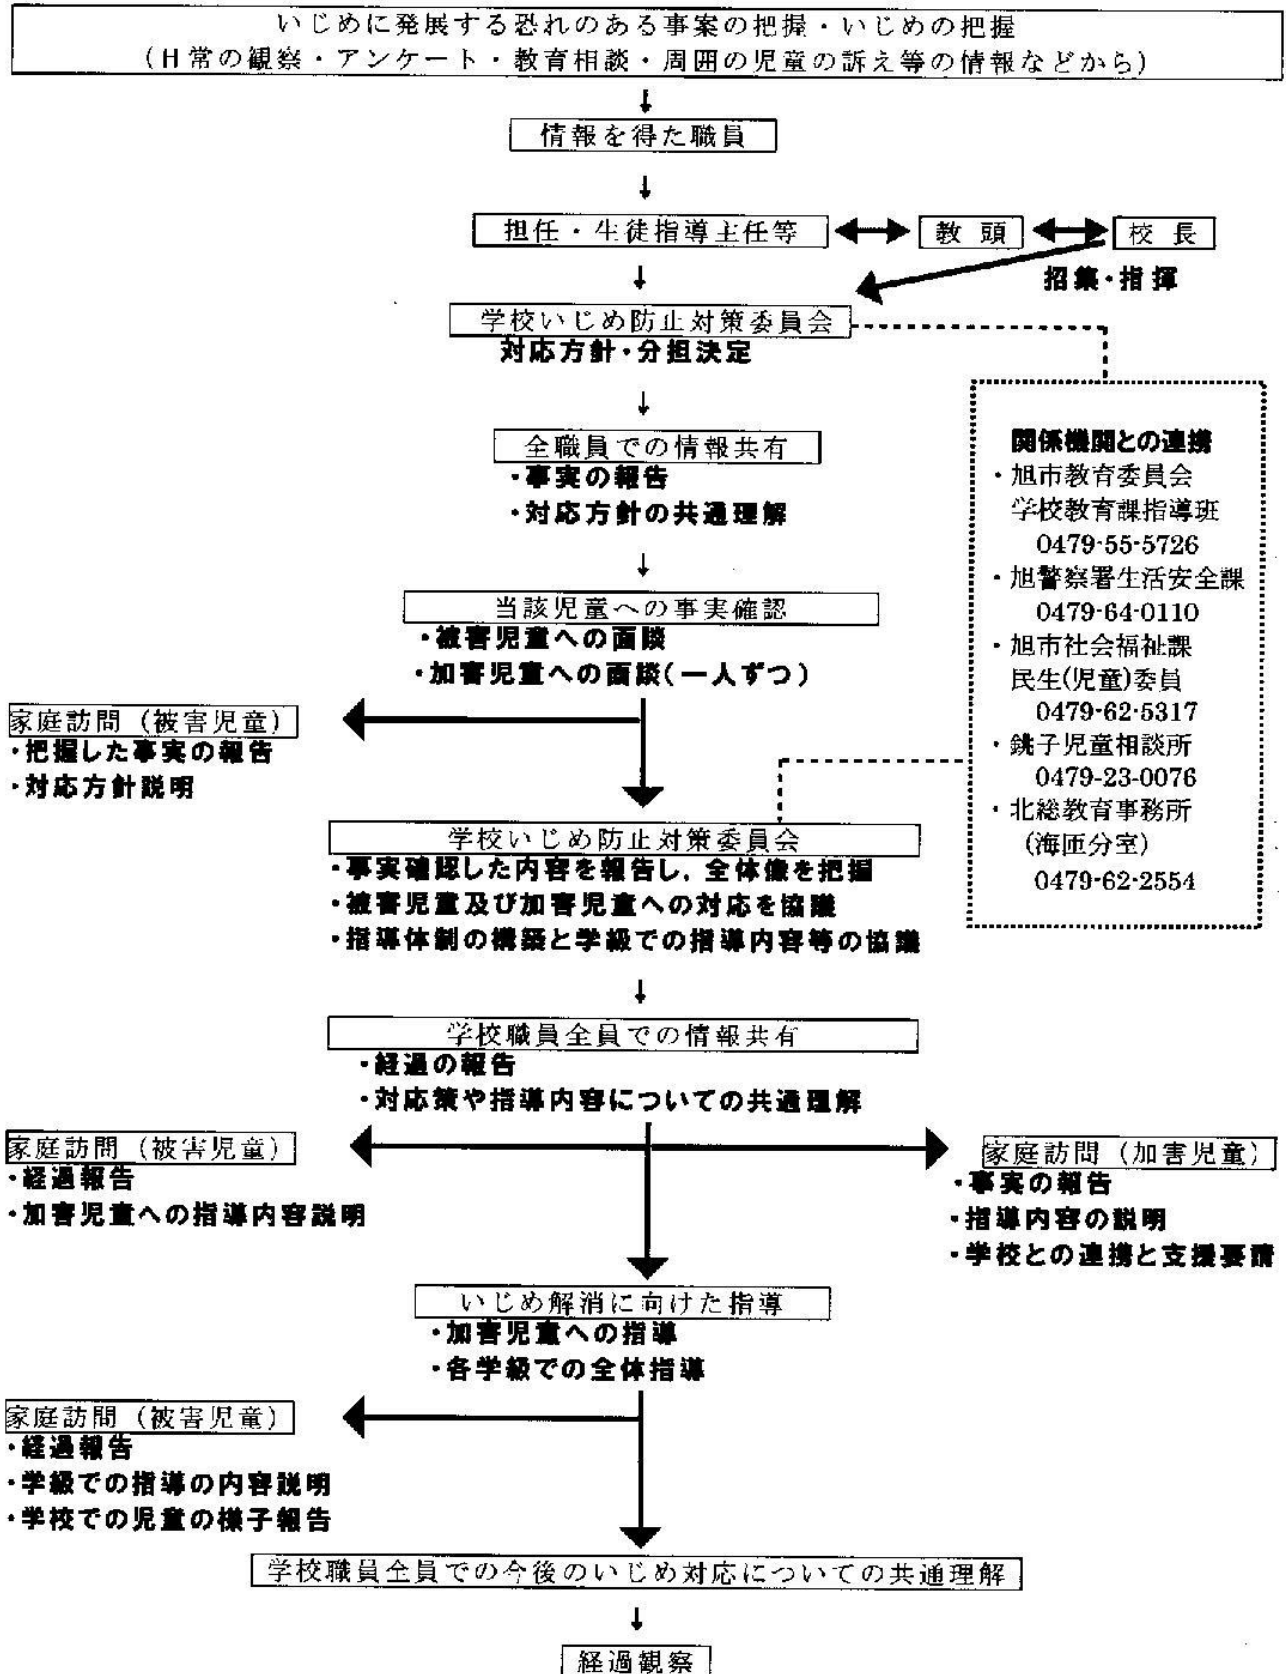 いじめに発展する恐れのある事案の把握・いじめの把握
(日常の観察・アンケート・教育相談・周囲の児童の訴え等の情報などから)
↓
情報を得た職員
↓
担任・生徒指導主任等 ↔ 教頭 ↔ 校長
招集・指揮
↓
学校いじめ防止対策委員会
対応方針・分担決定
↓
全職員での情報共有
・事実の報告
・対応方針の共通理解
↓
当該児童への事実確認
・被害児童への面談
・加害児童への面談(一人ずつ)
関係機関との連携
・旭市教育委員会
学校教育課指導班
0479-55-5726
・旭警察署生活安全課
0479-64-0110
・旭市社会福祉課
民生(児童)委員
0479-62-5317
・銚子児童相談所
0479-23-0076
・北総教育事務所
(海匝分室)
0479-62-2554
家庭訪問(被害児童)
・把握した事実の報告
・対応方針説明
学校いじめ防止対策委員会
・事実確認した内容を報告し,全体像を把握
・被害児童及び加害児童への対応を協議
・指導体制の構築と学級での指導内容等の協議
↓
学校職員全員での情報共有
・経過の報告
・対応策や指導内容についての共通理解
家庭訪問(被害児童)
・経過報告
・加害児童への指導内容説明
家庭訪問(加害児童)
・事実の報告
・指導内容の説明
・学校との連携と支援要請
いじめ解消に向けた指導
・加害児童への指導
・各学級での全体指導
家庭訪問(被害児童)
・経過報告
・学級での指導の内容説明
・学校での児童の様子報告
学校職員全員での今後のいじめ対応についての共通理解
↓
経過観察